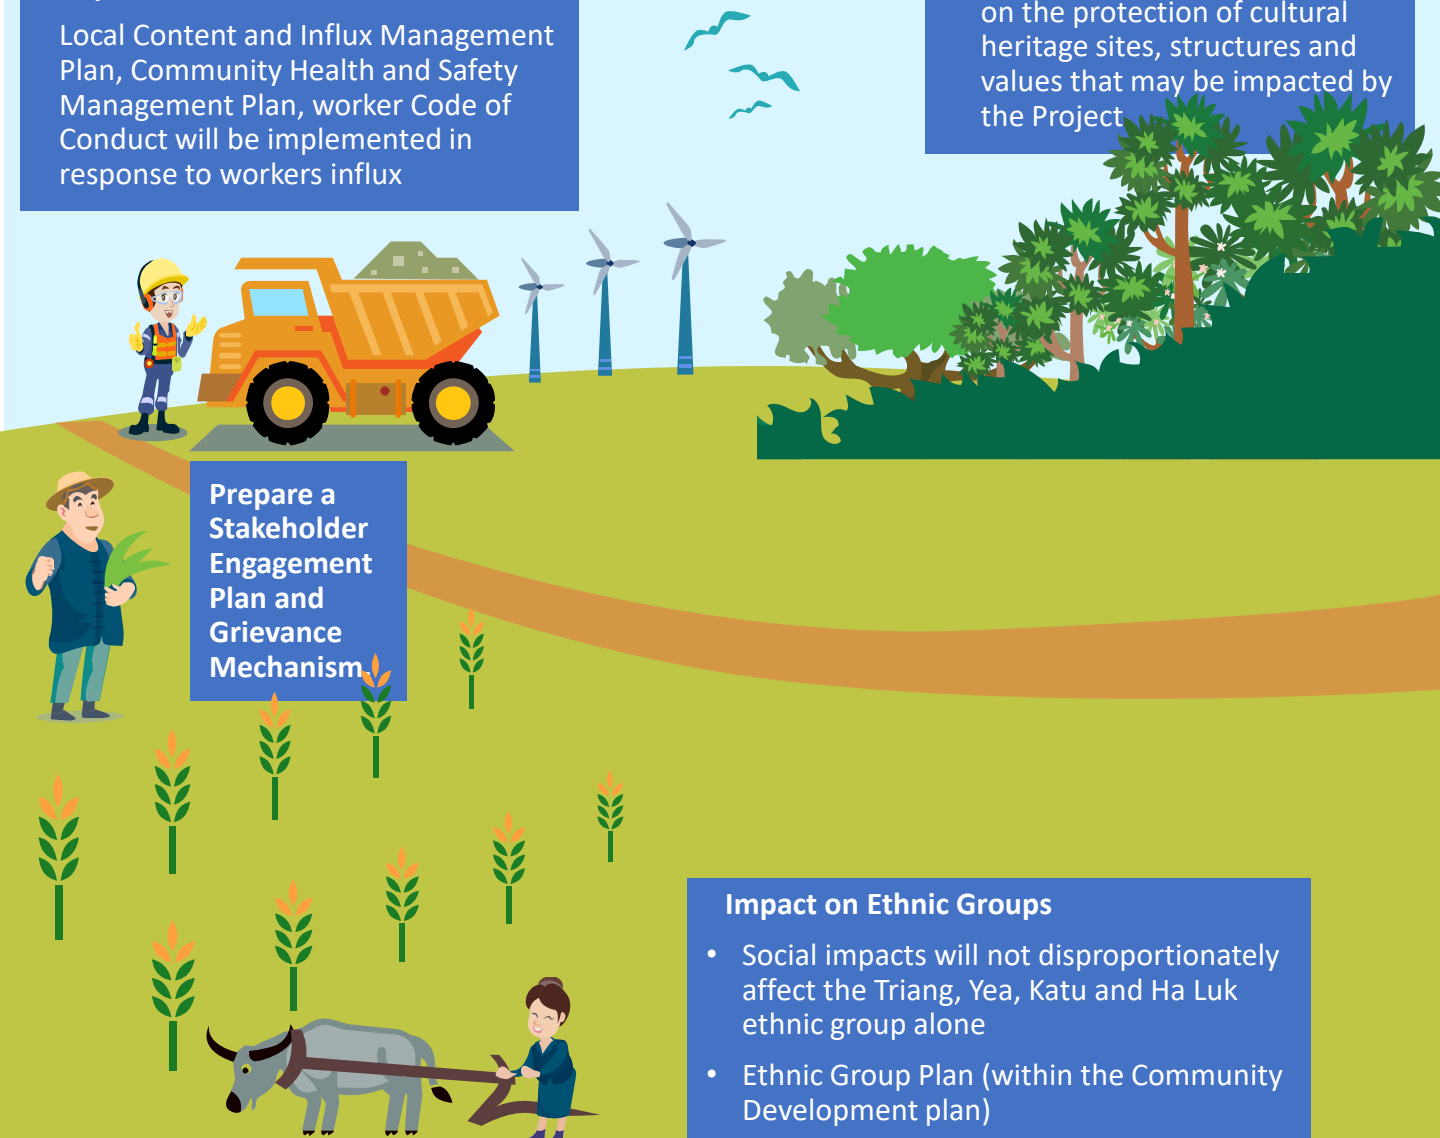 Local Content and Influx Management
Plan, Community Health and Safety
Management Plan, worker Code of
Conduct will be implemented in
response to workers influx
on the protection of cultural
heritage sites, structures and
values that may be impacted by
the Project
Prepare a
Stakeholder
Engagement
Plan and
Grievance
Mechanism.
Impact on Ethnic Groups
• Social impacts will not disproportionately
affect the Triang, Yea, Katu and Ha Luk
ethnic group alone
• Ethnic Group Plan (within the Community
Development plan)